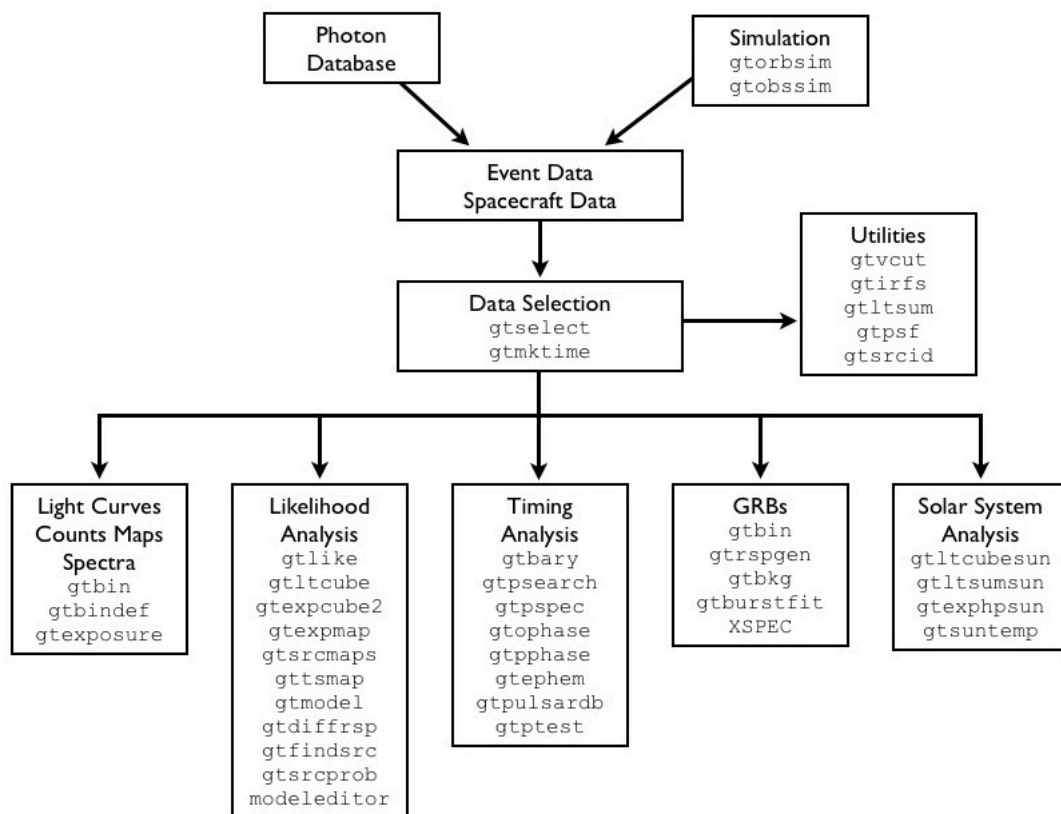 Photon
Database
Simulation
gtorbsim
gtobssim
Event Data
Spacecraft Data
Utilities
gtvcut
gtirfs
gtltsum
gtpsf
gtsrcid
Data Selection
gtselect
gtmktime
Light Curves
Counts Maps
Spectra
gtbin
gtbindef
gtexposure
Likelihood
Analysis
gtlike
gtltcube
gtexpcube2
gtexpmap
gtsrcmaps
gttsmap
gtmodel
gtdiffrsp
gtfindsrc
gtsrcprob
modeleditor
Timing
Analysis
gtbary
gtpsearch
gtpspec
gtophase
gtpphase
gtephem
gtpulsardb
gtptest
GRBs
gtbin
gtrspgen
gtbkg
gtburstfit
XSPEC
Solar System
Analysis
gtltcubesun
gtltsumsun
gtexphpsun
gtsuntemp